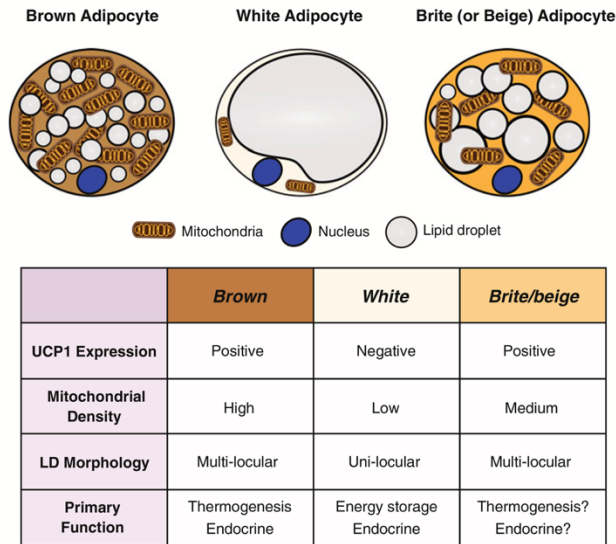 Brown Adipocyte White Adipocyte Brite (or Beige) Adipocyte
Mitochondria Nucleus Lipid droplet
Brown White Brite/beige
UCP1 Expression Positive Negative Positive
Mitochondrial
Density High Low Medium
LD Morphology Multi-locular Uni-locular Multi-locular
Primary Thermogenesis Energy storage Thermogenesis?
Function Endocrine Endocrine Endocrine?